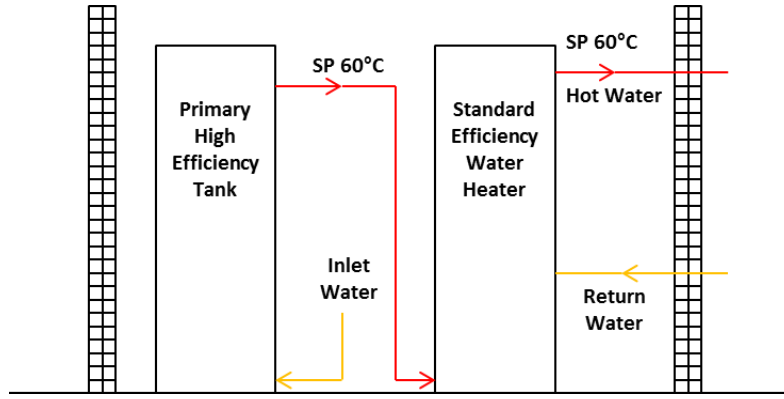 Primary
High
Efficiency
Tank
SP 60°C
Inlet
Water
Standard
Efficiency
Water
Heater
SP 60°C
Hot Water
Return
Water